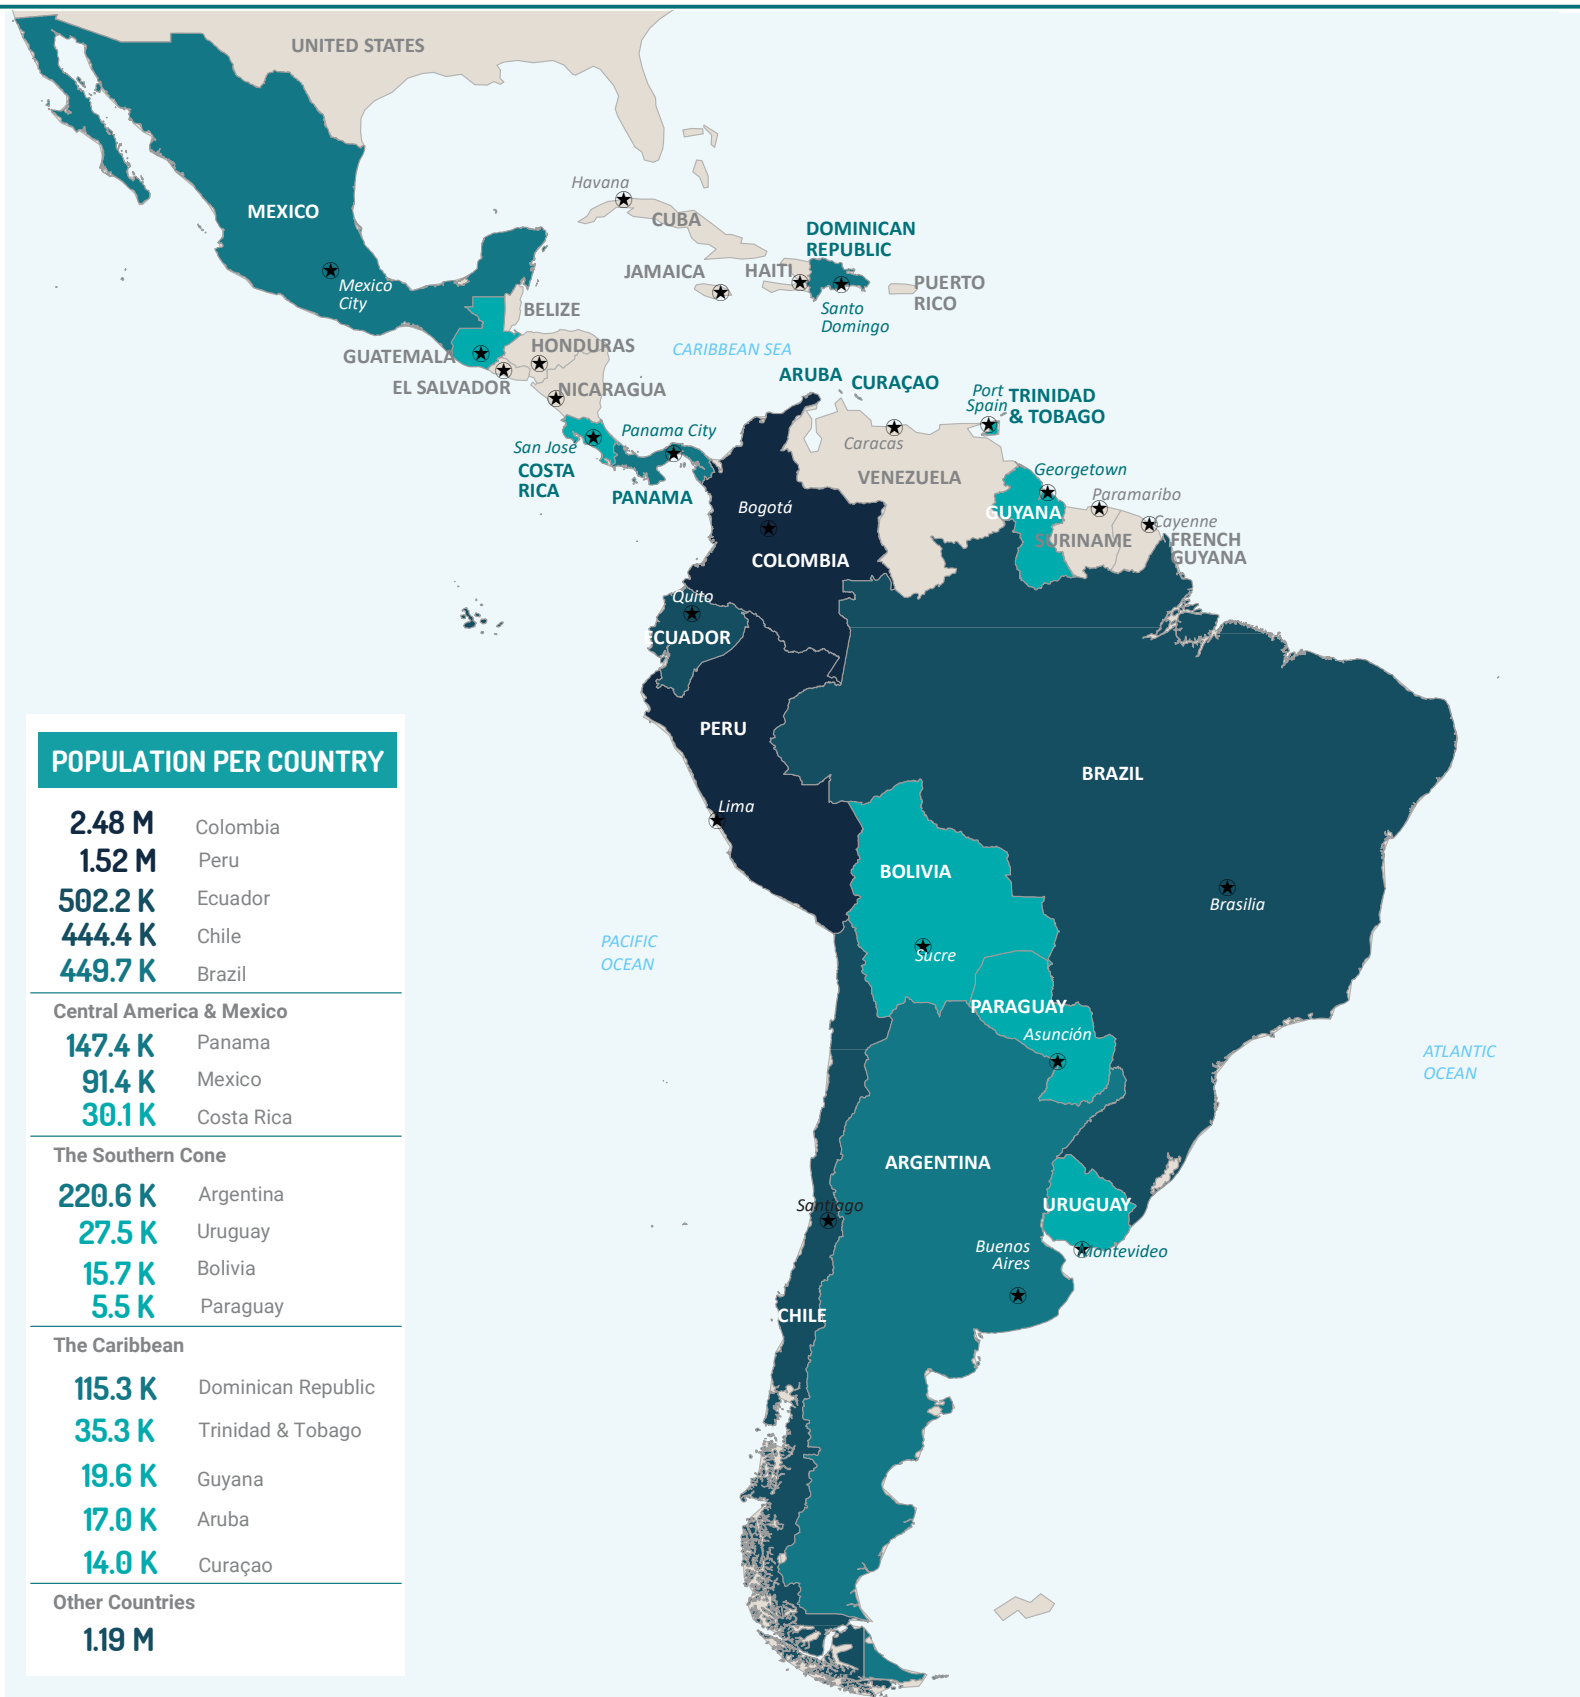 UNITED STATES
Havana
CUBA
MEXICO
DOMINICAN
REPUBLIC
JAMAICA
HAITI
PUERTO
RICO
Mexico
City
Santo
Domingo
BELIZE
HONDURAS
GUATEMALA
CARIBBEAN SEA
EL SALVADOR
NICARAGUA
ARUBA
CURAÇAO
Port
Spain
TRINIDAD
& TOBAGO
San José
Panama City
Caracas
COSTA
RICA
PANAMA
VENEZUELA
Georgetown
Paramaribo
GUYANA
Cayenne
SURINAME
FRENCH
GUYANA
Bogotá
COLOMBIA
Quito
ECUADOR
PERU
BRAZIL
Lima
BOLIVIA
Brasilia
PACIFIC
OCEAN
Sucre
PARAGUAY
Asunción
ATLANTIC
OCEAN
ARGENTINA
Santiago
URUGUAY
Buenos
Aires
Montevideo
CHILE
POPULATION PER COUNTRY
2.48 M Colombia
1.52 M Peru
502.2 K Ecuador
444.4 K Chile
449.7 K Brazil
Central America & Mexico
147.4 K Panama
91.4 K Mexico
30.1 K Costa Rica
The Southern Cone
220.6 K Argentina
27.5 K Uruguay
15.7 K Bolivia
5.5 K Paraguay
The Caribbean
115.3 K Dominican Republic
35.3 K Trinidad & Tobago
19.6 K Guyana
17.0 K Aruba
14.0 K Curaçao
Other Countries
1.19 M